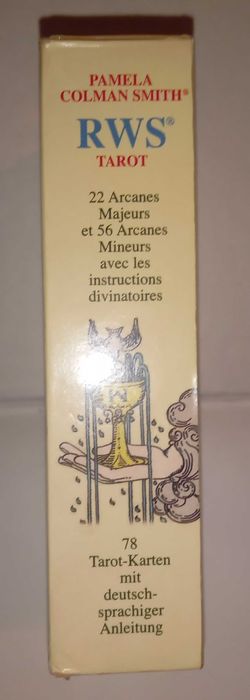 PAMELA
COLMAN SMITH®
RWS®
TAROT
22 Arcanes
Majeurs
et 56 Arcanes
Mineurs
avec les
instructions
divinatoires
W
78
Tarot-Karten
mit
deutsch-
sprachiger
Anleitung